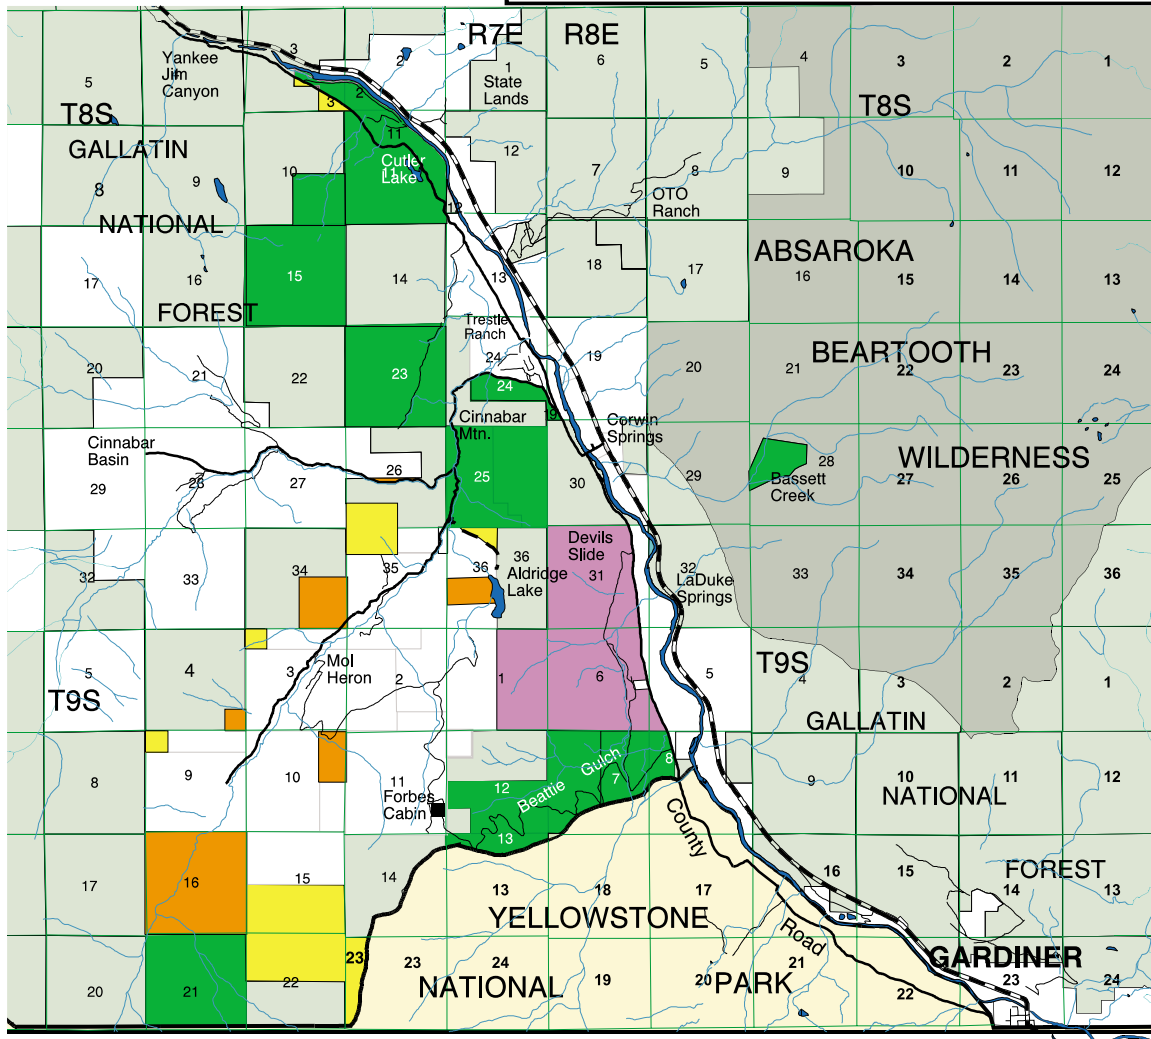 R7E
R8E
3
2
1
State
Lands
6
5
4
3
2
1
5
Yankee
Jim
Canyon
4
3
2
T8S
T8S
GALLATIN
11
12
10
9
8
Cutler
Lake
11
7
8
9
10
11
12
OTO
Ranch
12
NATIONAL
ABSAROKA
17
16
15
14
13
18
17
16
15
14
13
FOREST
Trestle
Ranch
24
19
BEARTOOTH
20
21
22
23
24
20
21
22
23
24
Cinnabar
Mtn.
19
Corwin
Springs
Cinnabar
Basin
26
25
30
29
28
WILDERNESS
29
28
27
Bassett
Creek
27
26
25
Devils
Slide
31
36
36
Aldridge
Lake
32
LaDuke
Springs
33
34
35
36
32
33
34
35
5
4
3
Mol
Heron
2
1
6
5
T9S
4
3
2
1
T9S
GALLATIN
8
9
10
11
Forbes
Cabin
12
Beattie
Gulch
7
8
9
10
11
12
NATIONAL
13
County
17
16
15
14
13
18
17
16
15
14
13
FOREST
YELLOWSTONE
Road
GARDINER
20
21
22
23
23
24
19
20
21
22
23
24
NATIONAL
PARK